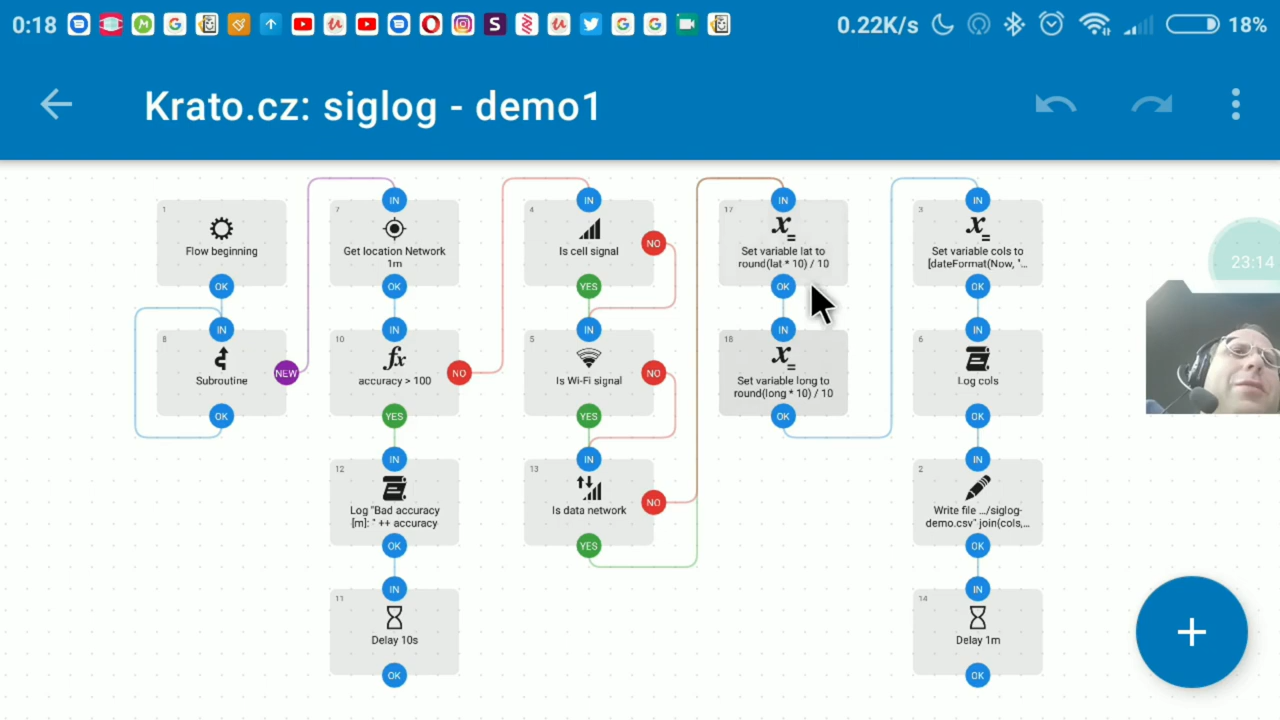 0:18
0.22K/s
18%
Krato.cz: siglog - demo1
23:14
1
Flow beginning
OK
IN
8
Subroutine
NEW
OK
IN
7
Get location Network
1m
OK
IN
10
accuracy > 100
NO
YES
IN
12
Log "Bad accuracy
[m]: " ++ accuracy
OK
IN
11
Delay 10s
OK
IN
4
Is cell signal
NO
YES
IN
5
Is Wi-Fi signal
NO
YES
IN
13
Is data network
NO
YES
IN
17
Set variable lat to
round(lat * 10) / 10
OK
IN
18
Set variable long to
round(long * 10) / 10
OK
IN
3
Set variable cols to
[dateFormat(Now, "...
OK
IN
6
Log cols
OK
IN
2
Write file .../siglog-
demo.csv" join(cols,...
OK
IN
14
Delay 1m
OK